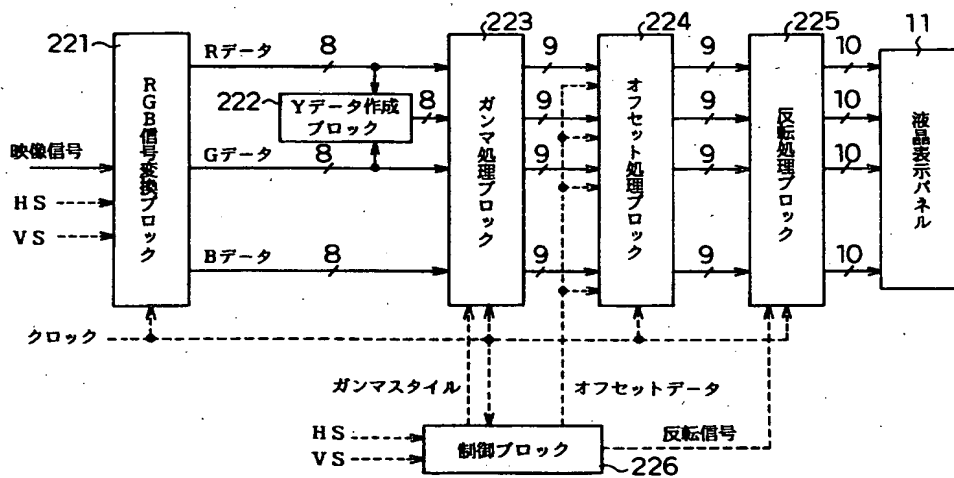 221
RGB信号変換ブロック
映像信号
HS
VS
Rデータ
8
222
Yデータ作成
ブロック
8
Gデータ
8
Bデータ
8
223
ガンマ処理ブロック
9
9
9
9
224
オフセット処理ブロック
9
9
9
225
反転処理ブロック
10
10
10
10
11
液晶表示パネル
クロック
ガンマスタイル
オフセットデータ
HS
VS
制御ブロック
226
反転信号